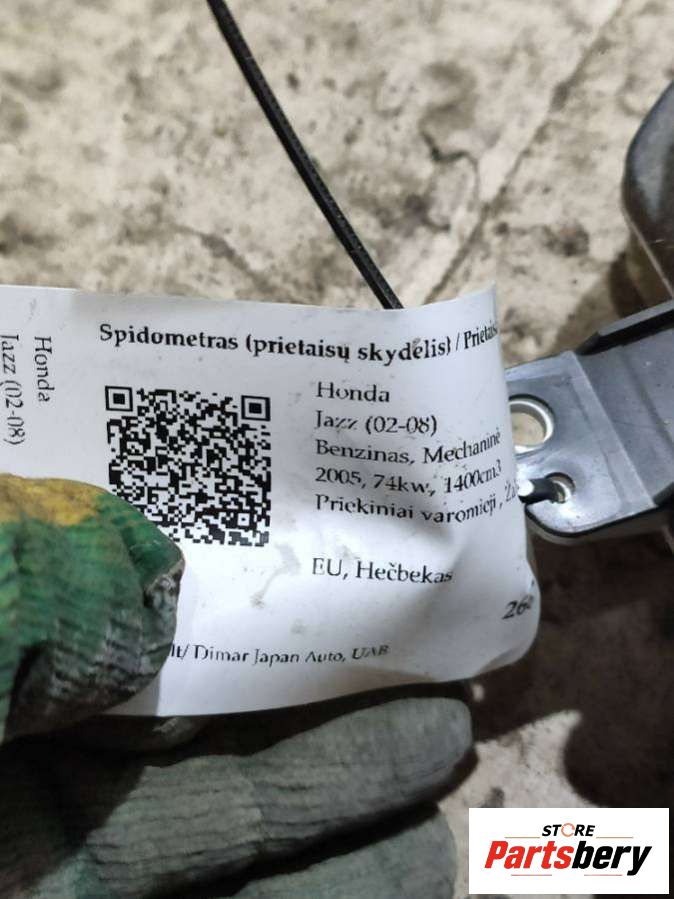 Spidometras (prietaisų skydelis) /
Honda
Jazz (02-08)
Honda
Jazz (02-08)
Benzinas, Mechaninė
2005, 74kw, 1400cm3
Priekiniai varomieji,
EU, Hečbekas
lt/ Dimar Japan Auto, UAB
STORE
Partsbery